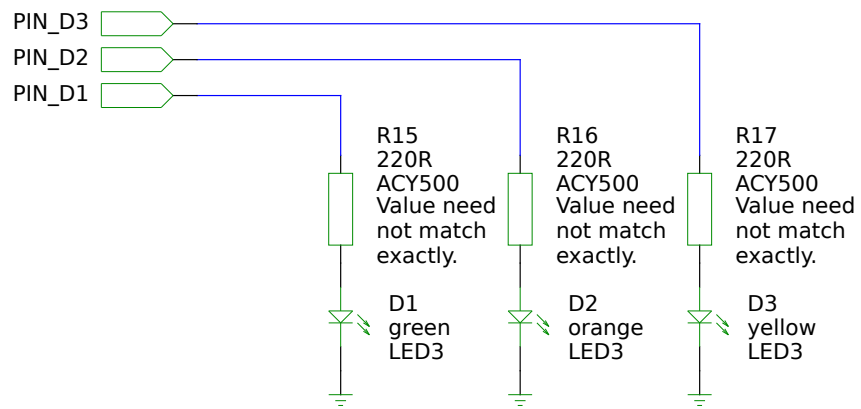 PIN_D3
PIN_D2
PIN_D1
R15
220R
ACY500
Value need
not match
exactly.
R16
220R
ACY500
Value need
not match
exactly.
R17
220R
ACY500
Value need
not match
exactly.
D1
green
LED3
D2
orange
LED3
D3
yellow
LED3